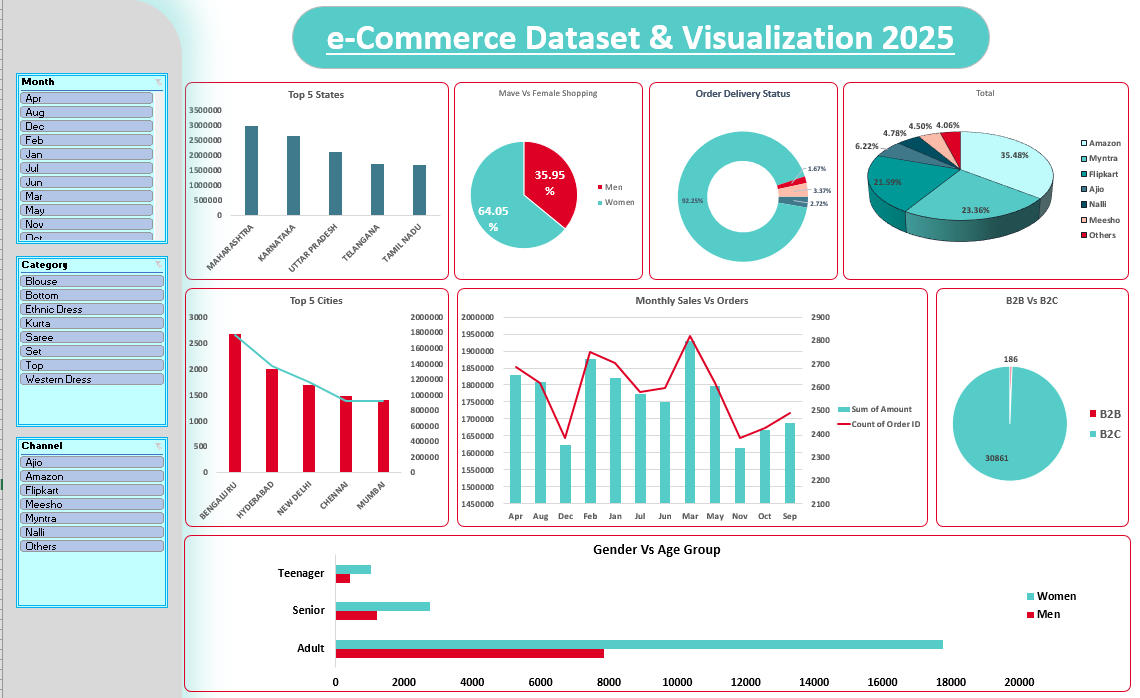 e-Commerce Dataset & Visualization 2025
Month
Apr
Aug
Dec
Feb
Jan
Jul
Jun
Mar
May
Nov
Oct
Category
Blouse
Bottom
Ethnic Dress
Kurta
Saree
Set
Top
Western Dress
Channel
Ajio
Amazon
Flipkart
Meesho
Myntra
Nalli
Others
Top 5 States
3500000
3000000
2500000
2000000
1500000
1000000
500000
0
MAHARASHTRA
KARNATAKA
UTTAR PRADESH
TELANGANA
TAMIL NADU
Mave Vs Female Shopping
35.95
%
64.05
%
Men
Women
Order Delivery Status
1.67%
3.37%
2.72%
92.25%
Total
4.50%
4.06%
4.78%
6.22%
35.48%
21.59%
23.36%
Amazon
Myntra
Flipkart
Ajio
Nalli
Meesho
Others
Top 5 Cities
3000
2500
2000
1500
1000
500
0
2000000
1800000
1600000
1400000
1200000
1000000
800000
600000
400000
200000
0
BENGALURU
HYDERABAD
NEW DELHI
CHENNAI
MUMBAI
Monthly Sales Vs Orders
2000000
1950000
1900000
1850000
1800000
1750000
1700000
1650000
1600000
1550000
1500000
1450000
2900
2800
2700
2600
2500
2400
2300
2200
2100
Apr Aug Dec Feb Jan Jul Jun Mar May Nov Oct Sep
Sum of Amount
Count of Order ID
B2B Vs B2C
186
30861
B2B
B2C
Gender Vs Age Group
Teenager
Senior
Adult
0 2000 4000 6000 8000 10000 12000 14000 16000 18000 20000
Women
Men